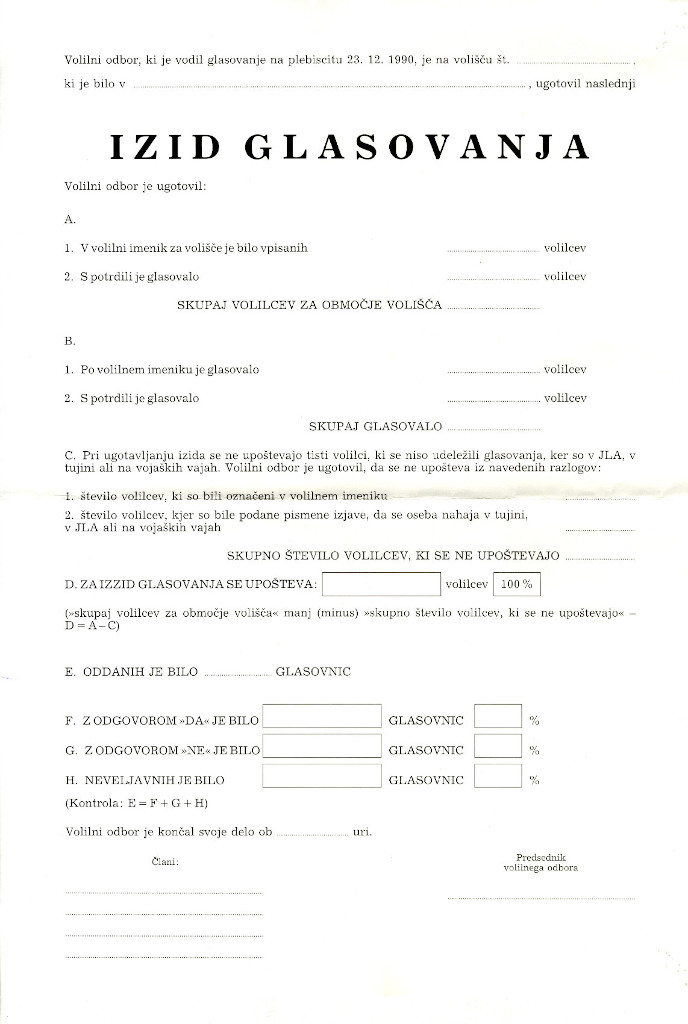 Volilni odbor, ki je vodil glasovanje na plebiscitu 23. 12. 1990, je na volišču št. ,
ki je bilo v , ugotovil naslednji
IZID GLASOVANJA
Volilni odbor je ugotovil:
A.
1. V volilni imenik za volišče je bilo vpisanih volilcev
2. S potrdili je glasovalo volilcev
SKUPAJ VOLILCEV ZA OBMOČJE VOLIŠČA
B.
1. Po volilnem imeniku je glasovalo volilcev
2. S potrdili je glasovalo volilcev
SKUPAJ GLASOVALO
C. Pri ugotavljanju izida se ne upoštevajo tisti volilci, ki se niso udeležili glasovanja, ker so v JLA, v
tujini ali na vojaških vajah. Volilni odbor je ugotovil, da se ne upošteva iz navedenih razlogov:
1. število volilcev, ki so bili označeni v volilnem imeniku
2. število volilcev, kjer so bile podane pismene izjave, da se oseba nahaja v tujini,
v JLA ali na vojaških vajah
SKUPNO ŠTEVILO VOLILCEV, KI SE NE UPOŠTEVAJO
D. ZA IZZID GLASOVANJA SE UPOŠTEVA: volilcev 100 %
(»skupaj volilcev za območje volišča« manj (minus) »skupno število volilcev, ki se ne upoštevajo« –
D = A – C)
E. ODDANIH JE BILO GLASOVNIC
F. Z ODGOVOROM »DA« JE BILO GLASOVNIC %
G. Z ODGOVOROM »NE« JE BILO GLASOVNIC %
H. NEVELJAVNIH JE BILO GLASOVNIC %
(Kontrola: E = F + G + H)
Volilni odbor je končal svoje delo ob uri.
Člani:
Predsednik
volilnega odbora